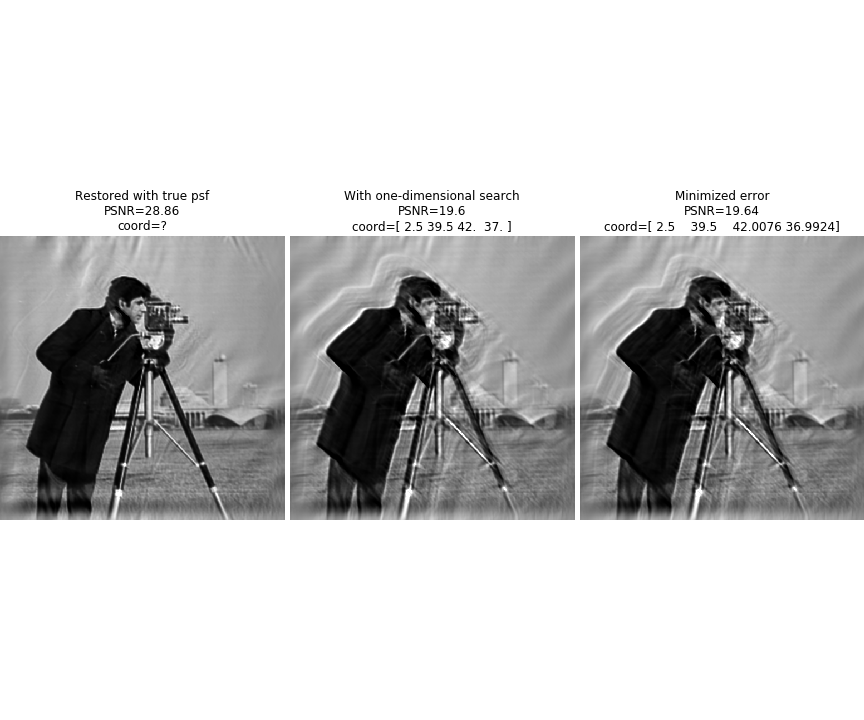 Restored with true psf
PSNR=28.86
coord=?
With one-dimensional search
PSNR=19.6
coord=[ 2.5 39.5 42.  37. ]
Minimized error
PSNR=19.64
coord=[ 2.5    39.5    42.0076 36.9924]